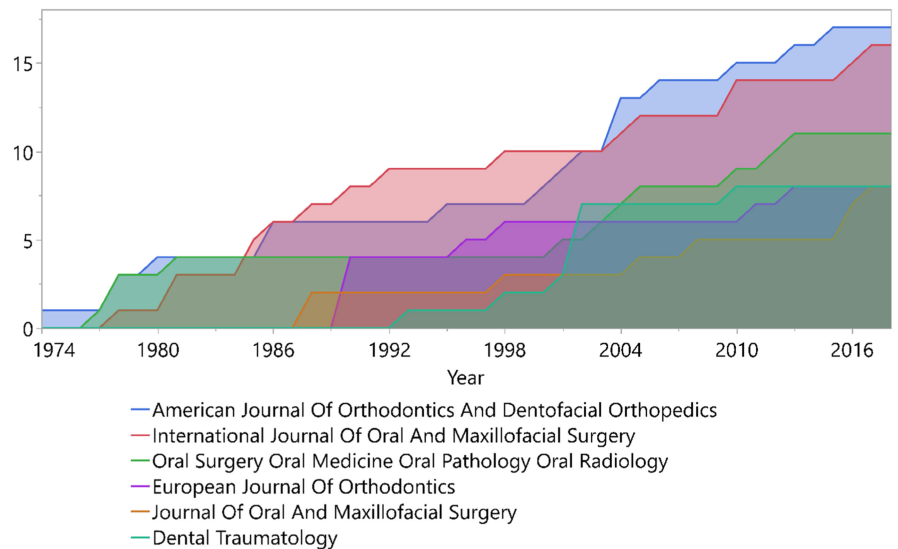 15
10
5
0
1974 1980 1986 1992 1998 2004 2010 2016
Year
American Journal Of Orthodontics And Dentofacial Orthopedics
International Journal Of Oral And Maxillofacial Surgery
Oral Surgery Oral Medicine Oral Pathology Oral Radiology
European Journal Of Orthodontics
Journal Of Oral And Maxillofacial Surgery
Dental Traumatology